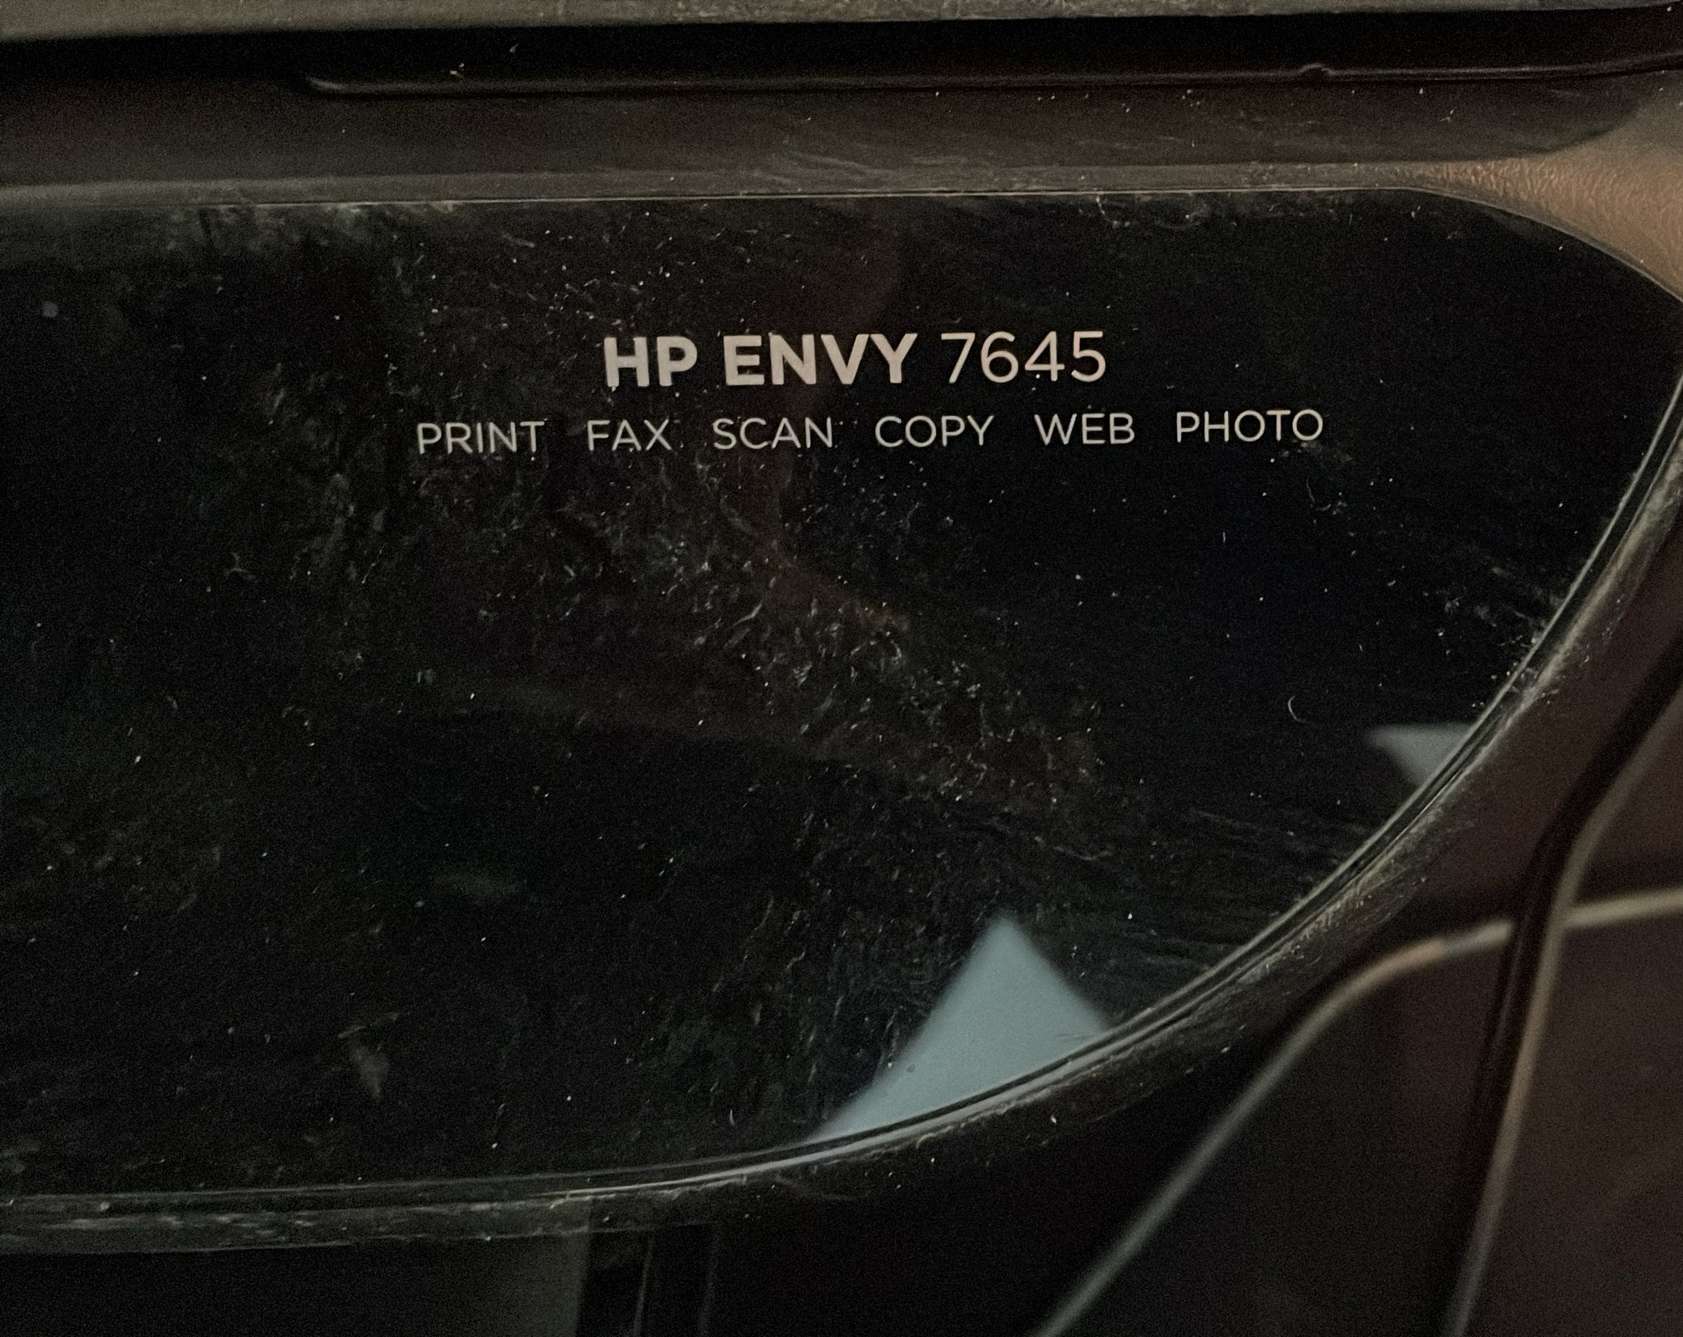 HP ENVY 7645
PRINT FAX SCAN COPY WEB PHOTO